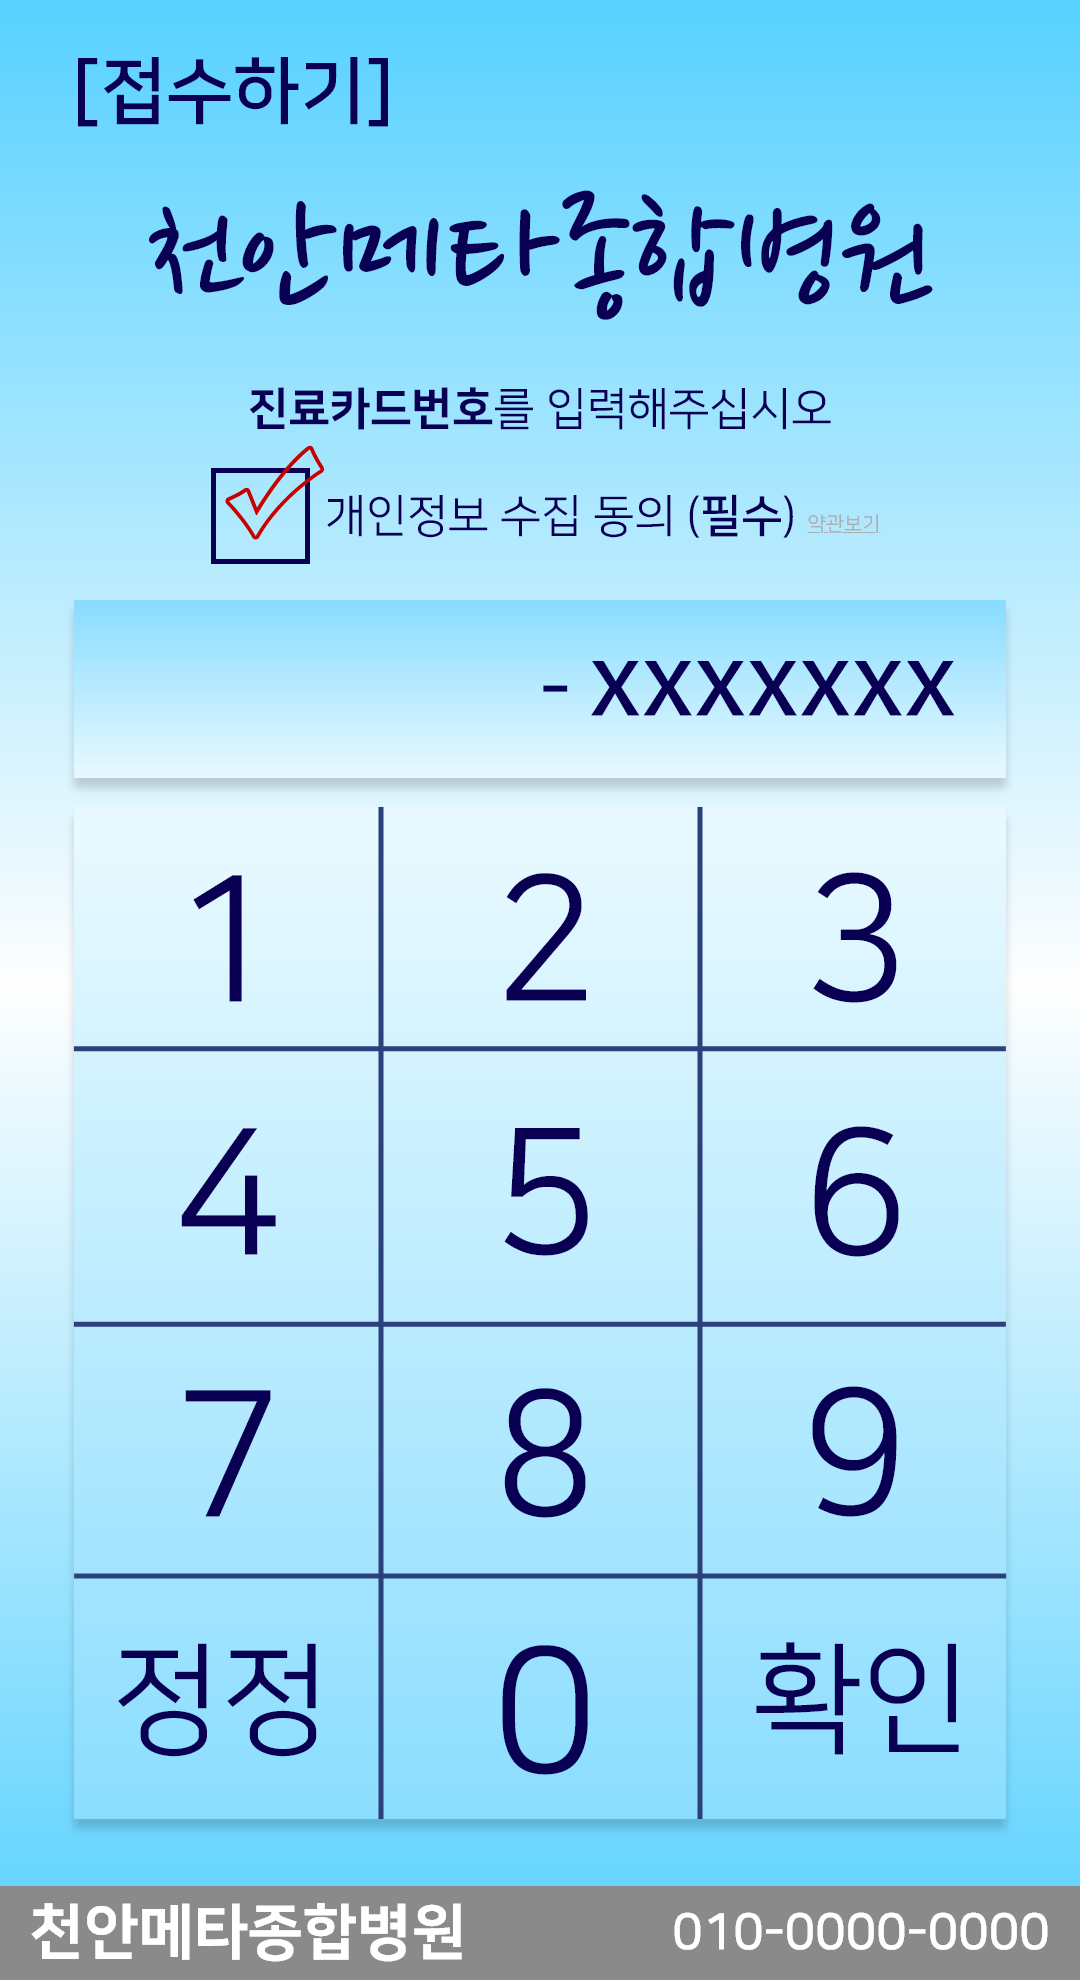 [접수하기]
천안메타종합병원
진료카드번호를 입력해주십시오
개인정보 수집 동의 (필수) 약관보기
- XXXXXXX
1 2 3
4 5 6
7 8 9
정정 0 확인
천안메타종합병원 010-0000-0000